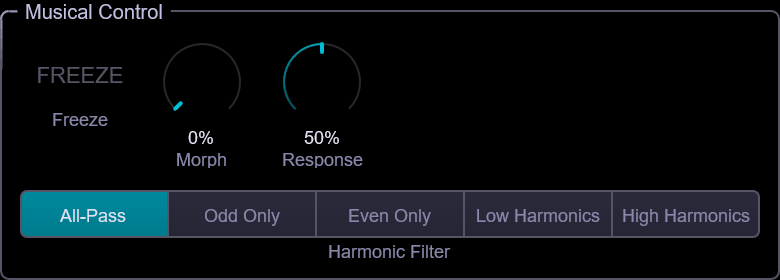 Musical Control
FREEZE
Freeze
0%
Morph
50%
Response
All-Pass
Odd Only
Even Only
Low Harmonics
High Harmonics
Harmonic Filter